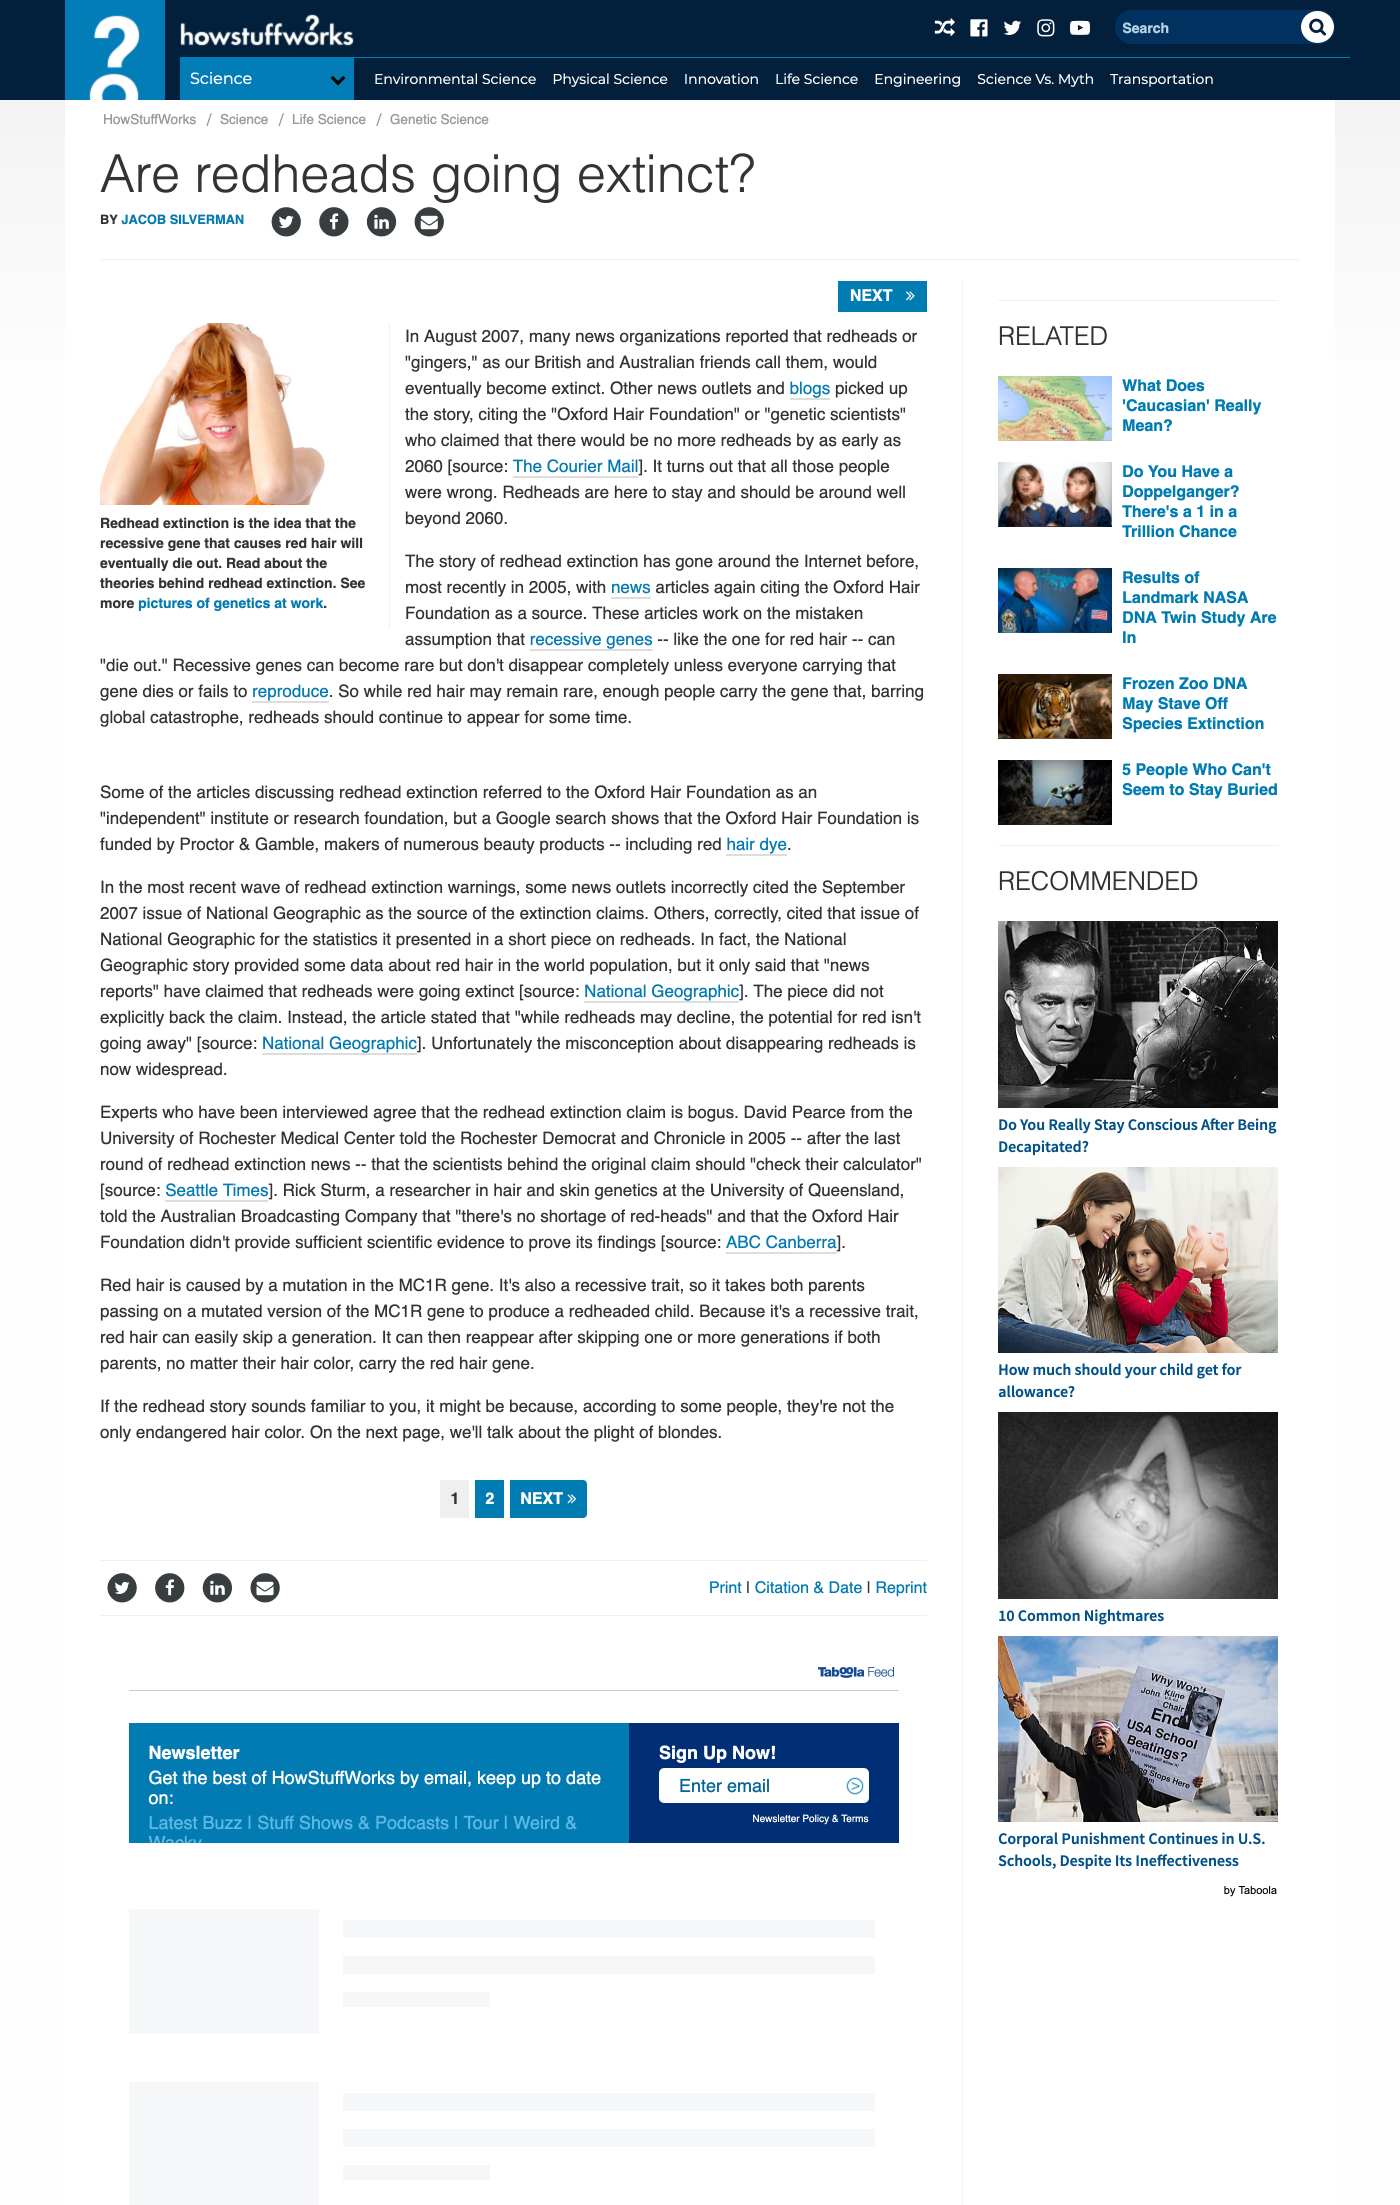 howstuffworks
Search
Science
Environmental Science Physical Science Innovation Life Science Engineering Science Vs. Myth Transportation
HowStuffWorks / Science / Life Science / Genetic Science
Are redheads going extinct?
BY JACOB SILVERMAN
NEXT »
Redhead extinction is the idea that the
recessive gene that causes red hair will
eventually die out. Read about the
theories behind redhead extinction. See
more pictures of genetics at work.
In August 2007, many news organizations reported that redheads or
"gingers," as our British and Australian friends call them, would
eventually become extinct. Other news outlets and blogs picked up
the story, citing the "Oxford Hair Foundation" or "genetic scientists"
who claimed that there would be no more redheads by as early as
2060 [source: The Courier Mail]. It turns out that all those people
were wrong. Redheads are here to stay and should be around well
beyond 2060.
The story of redhead extinction has gone around the Internet before,
most recently in 2005, with news articles again citing the Oxford Hair
Foundation as a source. These articles work on the mistaken
assumption that recessive genes -- like the one for red hair -- can
"die out." Recessive genes can become rare but don't disappear completely unless everyone carrying that
gene dies or fails to reproduce. So while red hair may remain rare, enough people carry the gene that, barring
global catastrophe, redheads should continue to appear for some time.
Some of the articles discussing redhead extinction referred to the Oxford Hair Foundation as an
"independent" institute or research foundation, but a Google search shows that the Oxford Hair Foundation is
funded by Proctor & Gamble, makers of numerous beauty products -- including red hair dye.
In the most recent wave of redhead extinction warnings, some news outlets incorrectly cited the September
2007 issue of National Geographic as the source of the extinction claims. Others, correctly, cited that issue of
National Geographic for the statistics it presented in a short piece on redheads. In fact, the National
Geographic story provided some data about red hair in the world population, but it only said that "news
reports" have claimed that redheads were going extinct [source: National Geographic]. The piece did not
explicitly back the claim. Instead, the article stated that "while redheads may decline, the potential for red isn't
going away" [source: National Geographic]. Unfortunately the misconception about disappearing redheads is
now widespread.
Experts who have been interviewed agree that the redhead extinction claim is bogus. David Pearce from the
University of Rochester Medical Center told the Rochester Democrat and Chronicle in 2005 -- after the last
round of redhead extinction news -- that the scientists behind the original claim should "check their calculator"
[source: Seattle Times]. Rick Sturm, a researcher in hair and skin genetics at the University of Queensland,
told the Australian Broadcasting Company that "there's no shortage of red-heads" and that the Oxford Hair
Foundation didn't provide sufficient scientific evidence to prove its findings [source: ABC Canberra].
Red hair is caused by a mutation in the MC1R gene. It's also a recessive trait, so it takes both parents
passing on a mutated version of the MC1R gene to produce a redheaded child. Because it's a recessive trait,
red hair can easily skip a generation. It can then reappear after skipping one or more generations if both
parents, no matter their hair color, carry the red hair gene.
If the redhead story sounds familiar to you, it might be because, according to some people, they're not the
only endangered hair color. On the next page, we'll talk about the plight of blondes.
1 2 NEXT »
Print | Citation & Date | Reprint
Taboola Feed
Newsletter
Get the best of HowStuffWorks by email, keep up to date
on:
Latest Buzz | Stuff Shows & Podcasts | Tour | Weird &
Wacky
Sign Up Now!
Enter email
Newsletter Policy & Terms
RELATED
What Does
'Caucasian' Really
Mean?
Do You Have a
Doppelganger?
There's a 1 in a
Trillion Chance
Results of
Landmark NASA
DNA Twin Study Are
In
Frozen Zoo DNA
May Stave Off
Species Extinction
5 People Who Can't
Seem to Stay Buried
RECOMMENDED
Do You Really Stay Conscious After Being
Decapitated?
How much should your child get for
allowance?
10 Common Nightmares
Why Won't
John Kline
Chair
End
USA School
Beatings?
Stops Here
Corporal Punishment Continues in U.S.
Schools, Despite Its Ineffectiveness
by Taboola